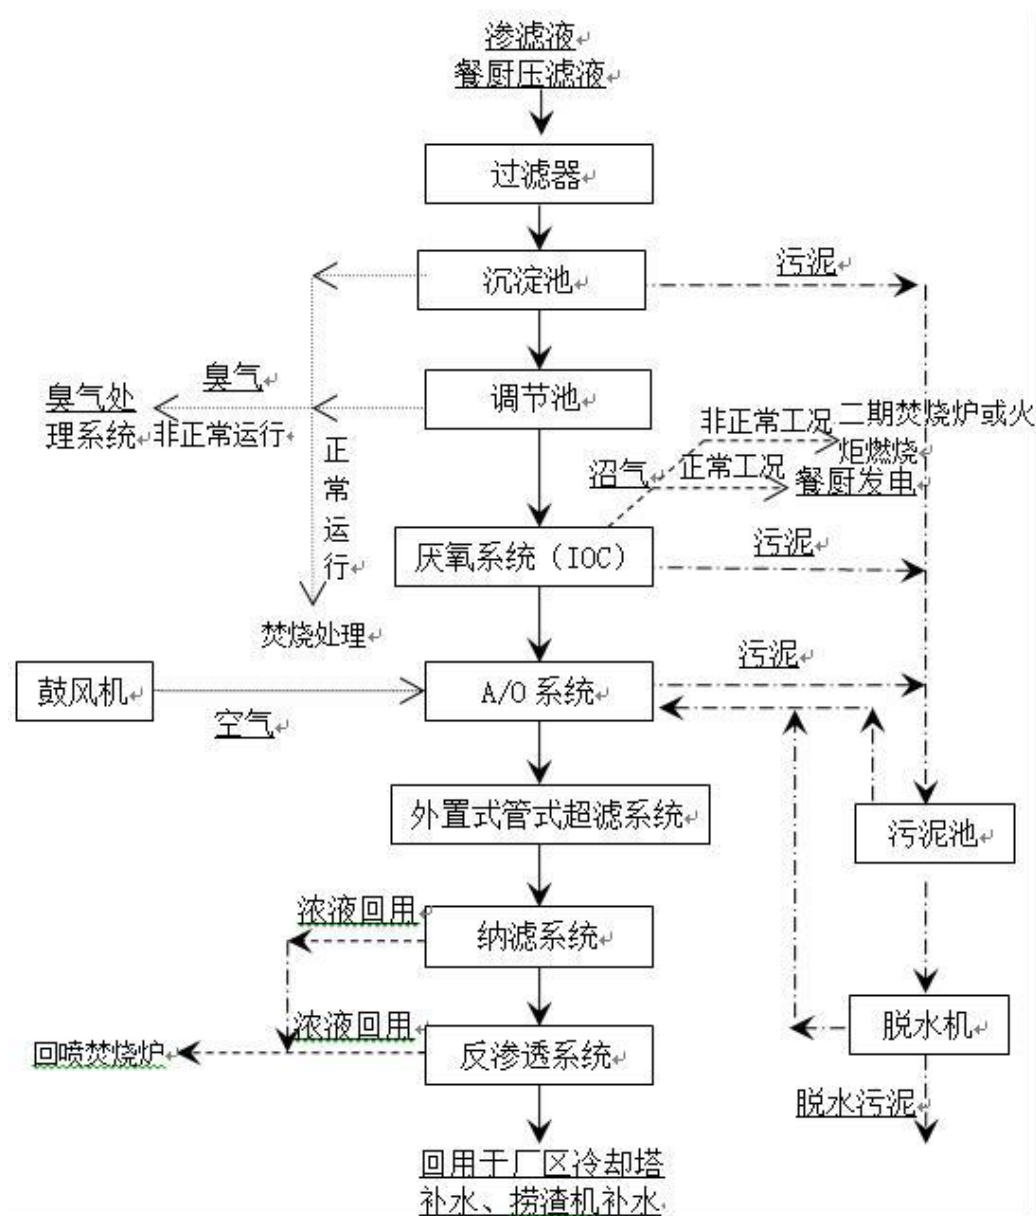 渗滤液
餐厨压滤液
过滤器
沉淀池
污泥
臭气
臭气处
理系统
非正常运行
调节池
正
常
运
行
非正常工况
二期焚烧炉或火
炬燃烧
沼气
正常工况
餐厨发电
厌氧系统（IOC）
污泥
焚烧处理
污泥
鼓风机
空气
A/O 系统
外置式管式超滤系统
污泥池
浓液回用
纳滤系统
浓液回用
回喷焚烧炉
反渗透系统
脱水机
脱水污泥
回用于厂区冷却塔
补水、捞渣机补水